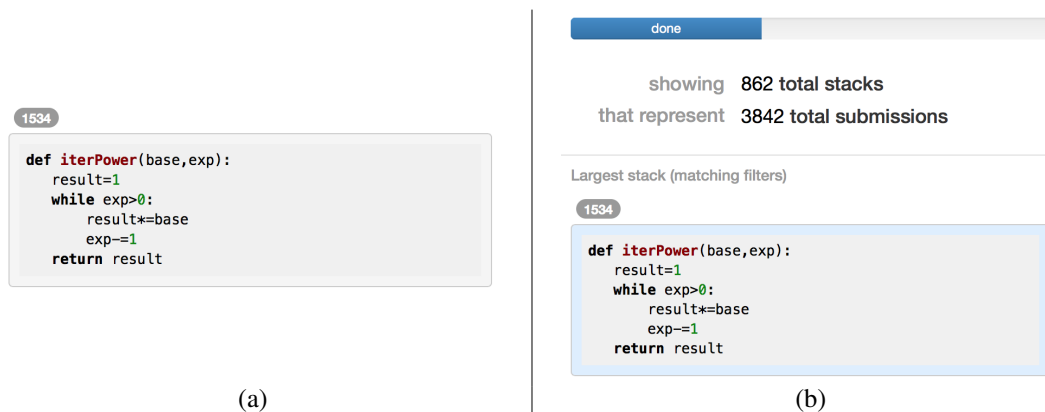 1534
def iterPower(base,exp):
result=1
while exp>0:
result*=base
exp-=1
return result
(a)
done
showing 862 total stacks
that represent 3842 total submissions
Largest stack (matching filters)
1534
def iterPower(base,exp):
result=1
while exp>0:
result*=base
exp-=1
return result
(b)